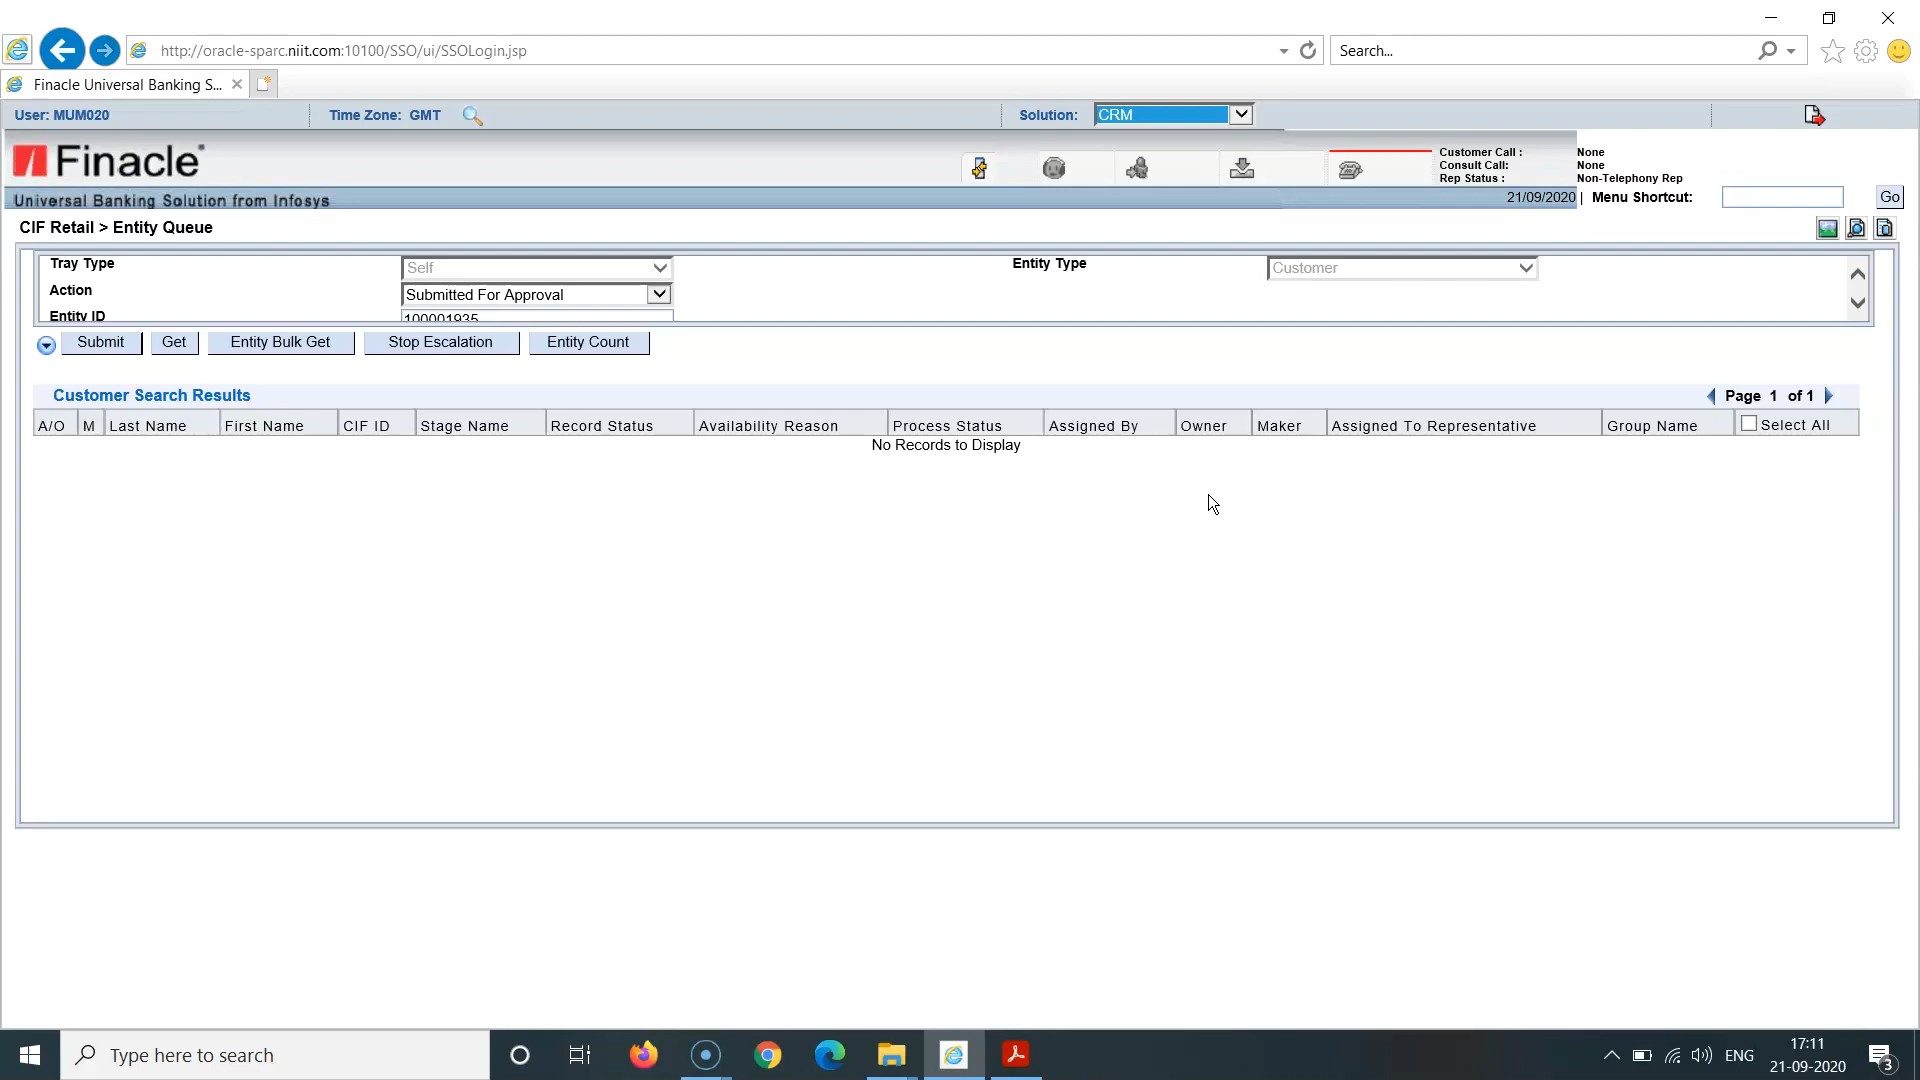 http://oracle-sparc.niit.com:10100/SSO/ui/SSOLogin.jsp
Search...
Finacle Universal Banking S...
User: MUM020
Time Zone: GMT
Solution:
CRM
Finacle
Customer Call : None
Consult Call: None
Rep Status : Non-Telephony Rep
Universal Banking Solution from Infosys
21/09/2020 | Menu Shortcut:
Go
CIF Retail > Entity Queue
Tray Type
Self
Entity Type
Customer
Action
Submitted For Approval
Entity ID
100001935
Submit
Get
Entity Bulk Get
Stop Escalation
Entity Count
Customer Search Results
Page 1 of 1
A/O M Last Name First Name CIF ID Stage Name Record Status Availability Reason Process Status Assigned By Owner Maker Assigned To Representative Group Name Select All
No Records to Display
Type here to search
ENG
17:11
21-09-2020
3